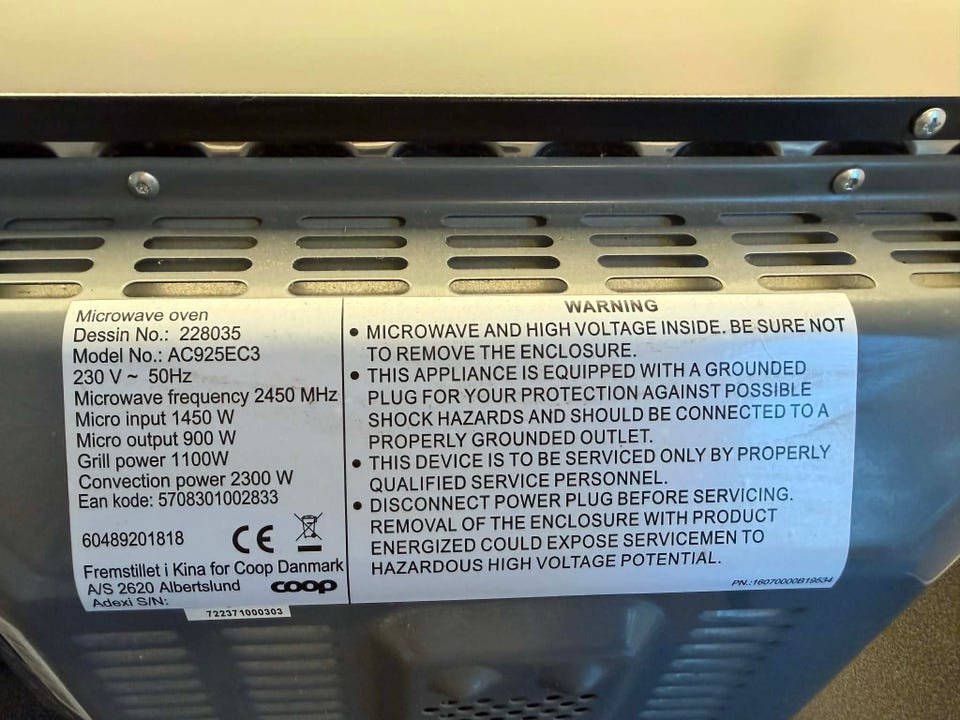 Microwave oven
Dessin No.: 228035
Model No.: AC925EC3
230 V ~ 50Hz
Microwave frequency 2450 MHz
Micro input 1450 W
Micro output 900 W
Grill power 1100W
Convection power 2300 W
Ean kode: 5708301002833
60489201818
CE
Fremstillet i Kina for Coop Danmark
A/S 2620 Albertslund
coop
Adexi S/N:
722371000303
WARNING
• MICROWAVE AND HIGH VOLTAGE INSIDE. BE SURE NOT
TO REMOVE THE ENCLOSURE.
• THIS APPLIANCE IS EQUIPPED WITH A GROUNDED
PLUG FOR YOUR PROTECTION AGAINST POSSIBLE
SHOCK HAZARDS AND SHOULD BE CONNECTED TO A
PROPERLY GROUNDED OUTLET.
• THIS DEVICE IS TO BE SERVICED ONLY BY PROPERLY
QUALIFIED SERVICE PERSONNEL.
• DISCONNECT POWER PLUG BEFORE SERVICING.
REMOVAL OF THE ENCLOSURE WITH PRODUCT
ENERGIZED COULD EXPOSE SERVICEMEN TO
HAZARDOUS HIGH VOLTAGE POTENTIAL.
PN.:16070000B19534